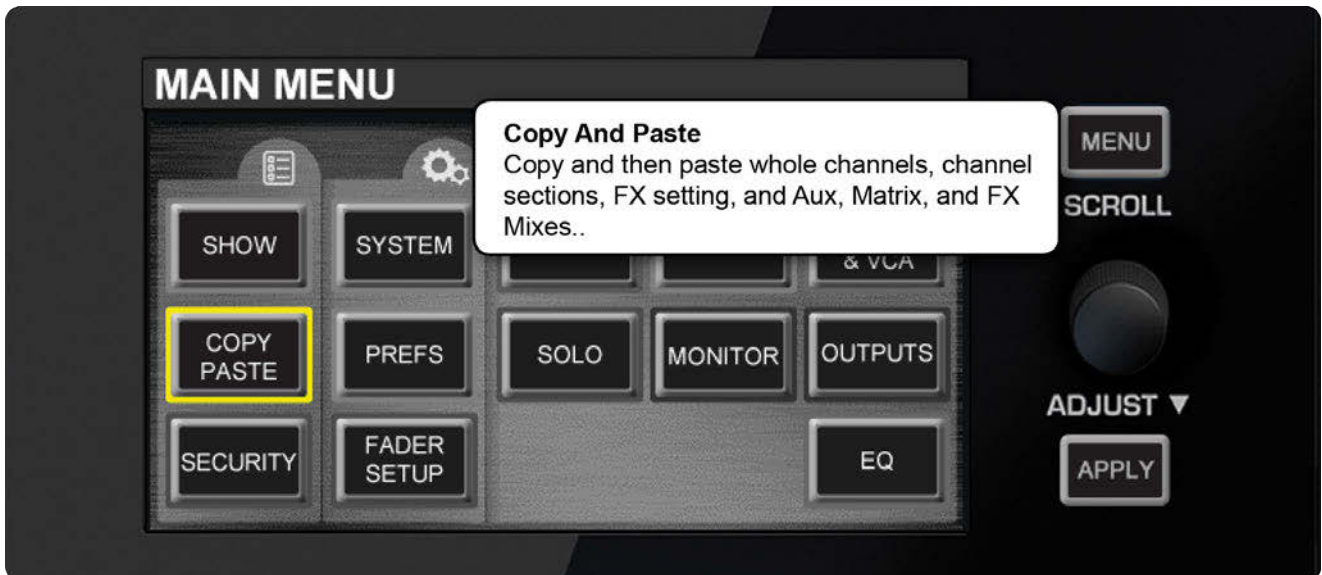 MAIN MENU
Copy And Paste
Copy and then paste whole channels, channel
sections, FX setting, and Aux, Matrix, and FX
Mixes..
MENU
SCROLL
SHOW
SYSTEM
& VCA
COPY
PASTE
PREFS
SOLO
MONITOR
OUTPUTS
ADJUST ▼
SECURITY
FADER
SETUP
EQ
APPLY